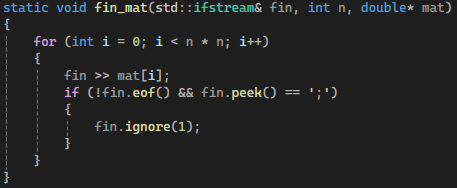 static void fin_mat(std::ifstream& fin, int n, double* mat)
{
    for (int i = 0; i < n * n; i++)
    {
        fin >> mat[i];
        if (!fin.eof() && fin.peek() == ';')
        {
            fin.ignore(1);
        }
    }
}